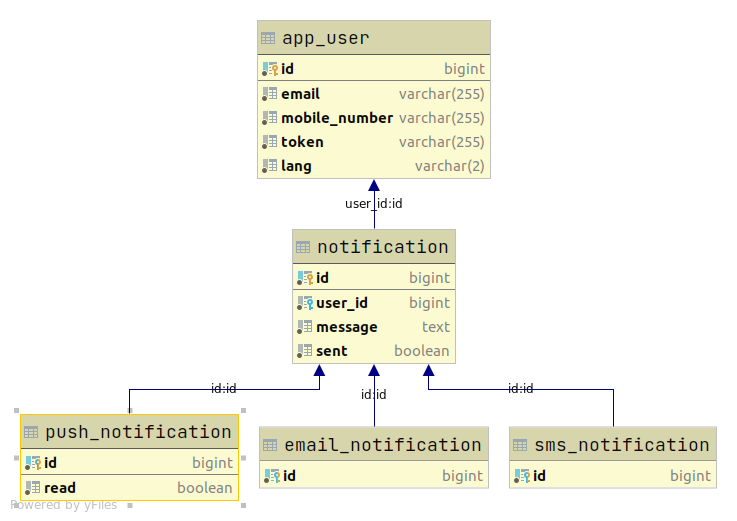 app_user
id bigint
email varchar(255)
mobile_number varchar(255)
token varchar(255)
lang varchar(2)
user_id:id
notification
id bigint
user_id bigint
message text
sent boolean
id:id id:id id:id
push_notification
id bigint
read boolean
email_notification
id bigint
sms_notification
id bigint
Powered by yFiles